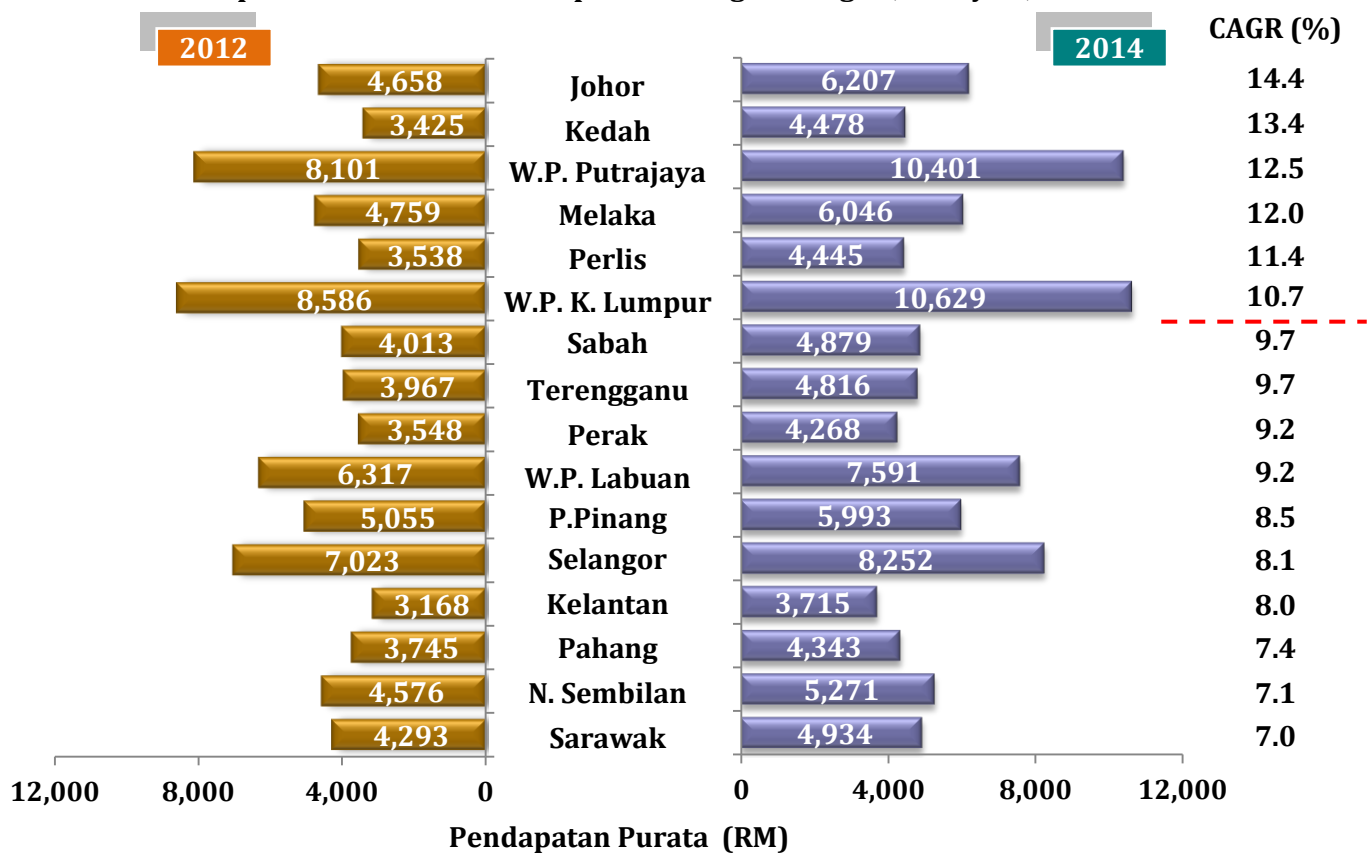 CAGR (%)
2012
2014
4,658 Johor 6,207 14.4
3,425 Kedah 4,478 13.4
8,101 W.P. Putrajaya 10,401 12.5
4,759 Melaka 6,046 12.0
3,538 Perlis 4,445 11.4
8,586 W.P. K. Lumpur 10,629 10.7
4,013 Sabah 4,879 9.7
3,967 Terengganu 4,816 9.7
3,548 Perak 4,268 9.2
6,317 W.P. Labuan 7,591 9.2
5,055 P.Pinang 5,993 8.5
7,023 Selangor 8,252 8.1
3,168 Kelantan 3,715 8.0
3,745 Pahang 4,343 7.4
4,576 N. Sembilan 5,271 7.1
4,293 Sarawak 4,934 7.0
12,000 8,000 4,000 0 0 4,000 8,000 12,000
Pendapatan Purata (RM)